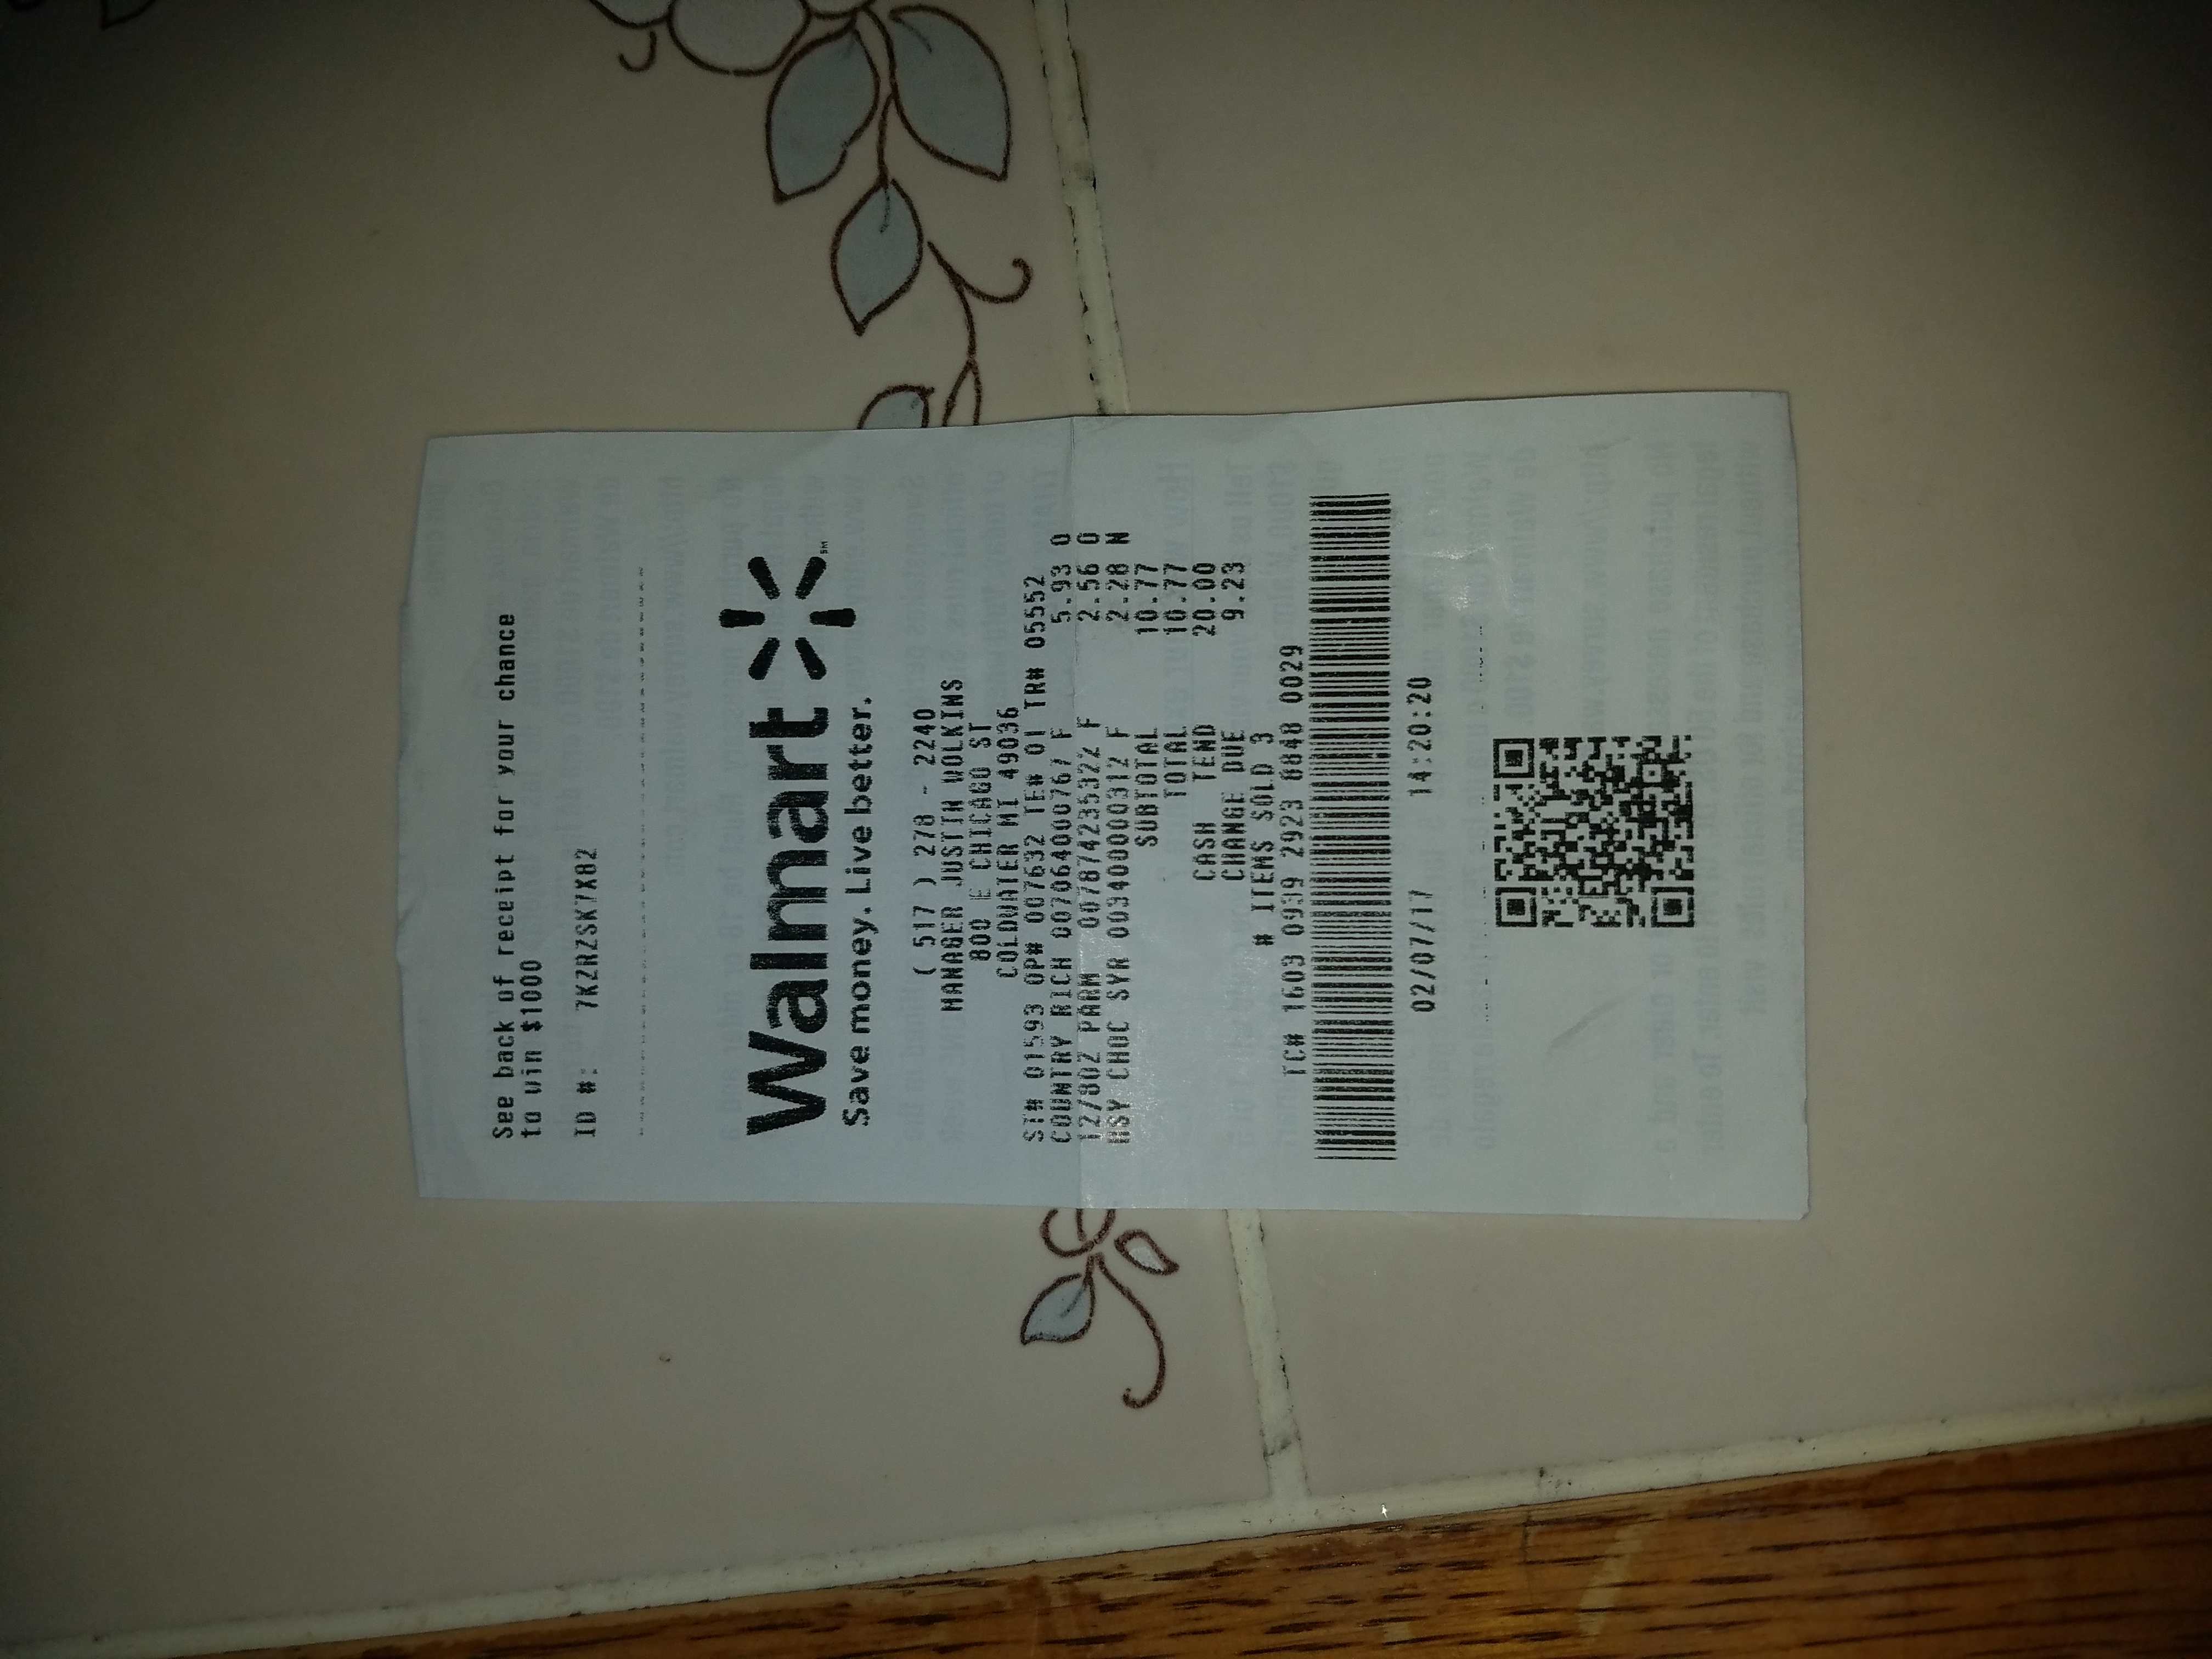 See back of receipt for your chance
to win $1000
ID #: 7KZRZSK7X82
Walmart
Save money. Live better.
( 517 ) 278 - 2240
MANAGER JUSTIN WOLKINS
800 E CHICAGO ST
COLDWATER MI 49036
ST# 01593 OP# 007632 TE# 01 TR# 05552
COUNTRY RICH 007064000767 F 5.93 O
12/8OZ PARM 007874235322 F 2.56 O
HSY CHOC SYR 003400000312 F 2.28 N
SUBTOTAL 10.77
TOTAL 10.77
CASH TEND 20.00
CHANGE DUE 9.23
# ITEMS SOLD 3
TC# 1603 0939 2923 8848 0029
02/07/17 14:20:20